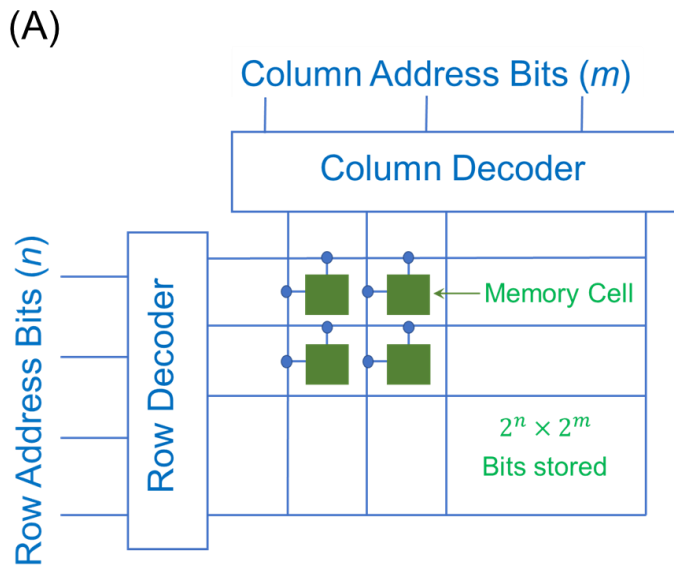 (A)
Column Address Bits (m)
Column Decoder
Row Address Bits (n)
Row Decoder
Memory Cell
2ⁿ × 2ᵐ
Bits stored